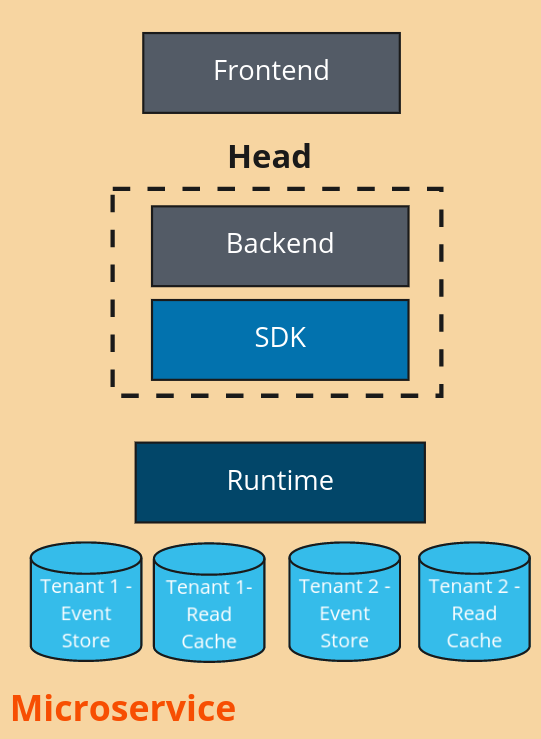 Frontend
Head
Backend
SDK
Runtime
Tenant 1 -
Event
Store
Tenant 1-
Read
Cache
Tenant 2 -
Event
Store
Tenant 2 -
Read
Cache
Microservice